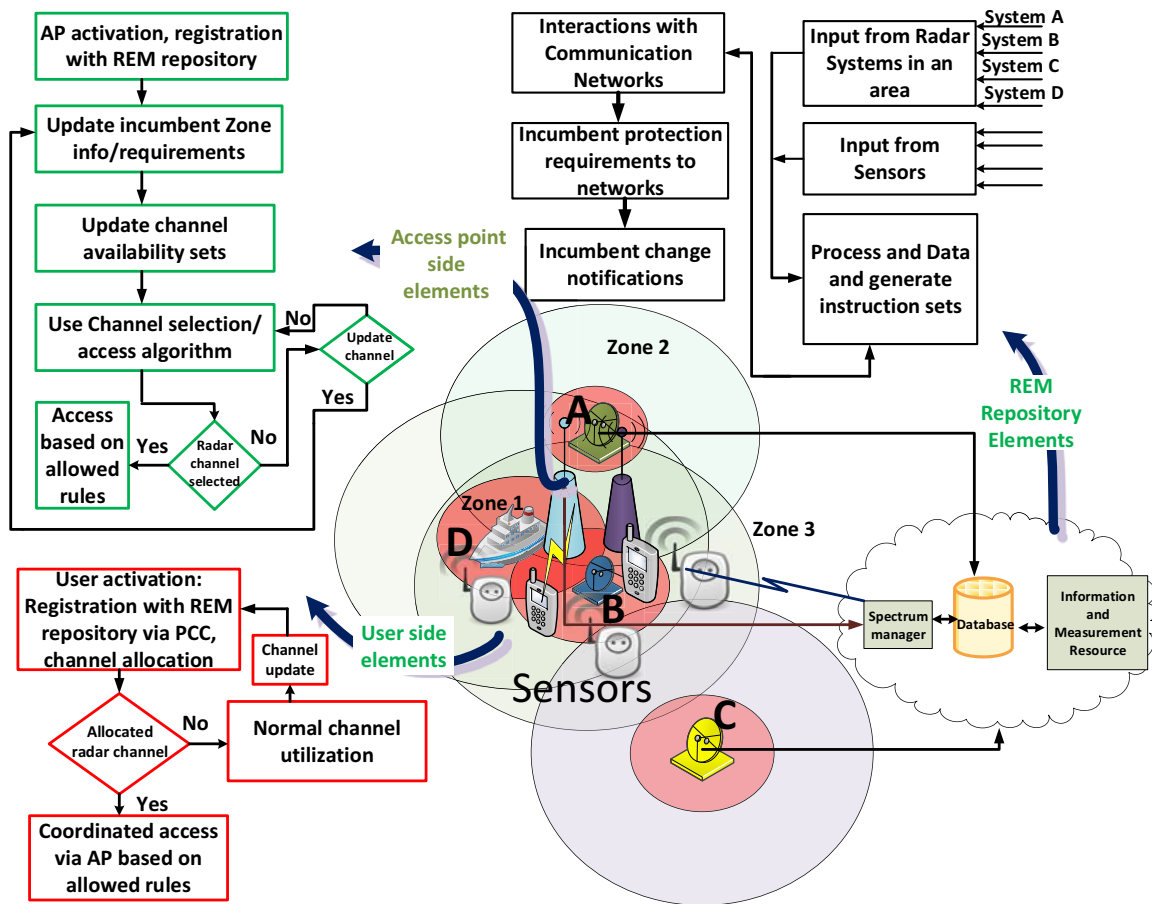 AP activation, registration
with REM repository
Update incumbent Zone
info/requirements
Update channel
availability sets
Use Channel selection/
access algorithm
No
Update
channel
Yes
Access
based on
allowed
rules
Yes
Radar
channel
selected
No
Interactions with
Communication
Networks
Incumbent protection
requirements to
networks
Incumbent change
notifications
Input from Radar
Systems in an
area
System A
System B
System C
System D
Input from
Sensors
Process and Data
and generate
instruction sets
Access point
side
elements
REM
Repository
Elements
Zone 2
A
Zone 1
D
Zone 3
B
Sensors
C
User side
elements
Spectrum
manager
Database
Information
and
Measurement
Resource
User activation:
Registration with REM
repository via PCC,
channel allocation
Channel
update
Allocated
radar channel
No
Normal channel
utilization
Yes
Coordinated access
via AP based on
allowed rules